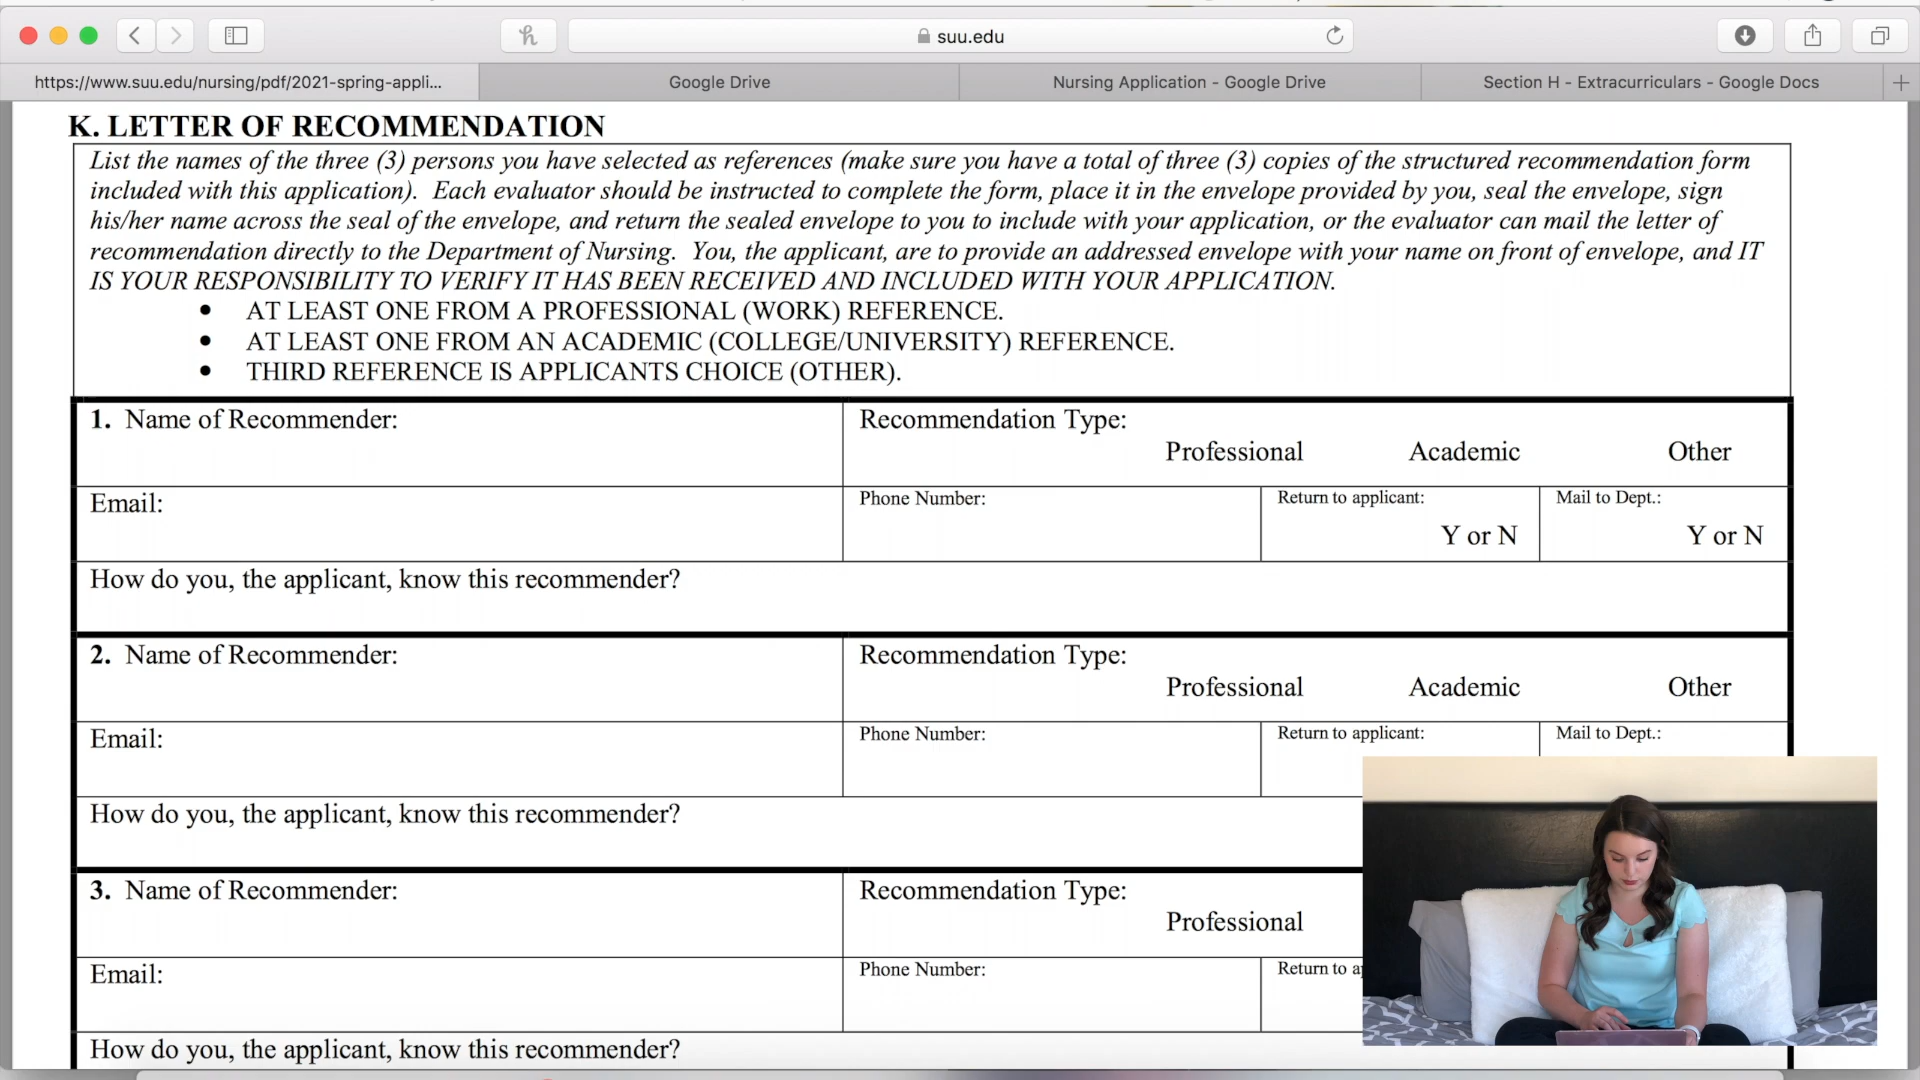 suu.edu
https://www.suu.edu/nursing/pdf/2021-spring-appli...
Google Drive
Nursing Application - Google Drive
Section H - Extracurriculars - Google Docs
K. LETTER OF RECOMMENDATION
List the names of the three (3) persons you have selected as references (make sure you have a total of three (3) copies of the structured recommendation form
included with this application). Each evaluator should be instructed to complete the form, place it in the envelope provided by you, seal the envelope, sign
his/her name across the seal of the envelope, and return the sealed envelope to you to include with your application, or the evaluator can mail the letter of
recommendation directly to the Department of Nursing. You, the applicant, are to provide an addressed envelope with your name on front of envelope, and IT
IS YOUR RESPONSIBILITY TO VERIFY IT HAS BEEN RECEIVED AND INCLUDED WITH YOUR APPLICATION.
• AT LEAST ONE FROM A PROFESSIONAL (WORK) REFERENCE.
• AT LEAST ONE FROM AN ACADEMIC (COLLEGE/UNIVERSITY) REFERENCE.
• THIRD REFERENCE IS APPLICANTS CHOICE (OTHER).
1. Name of Recommender:
Recommendation Type:
Professional Academic Other
Email:
Phone Number:
Return to applicant:
Y or N
Mail to Dept.:
Y or N
How do you, the applicant, know this recommender?
2. Name of Recommender:
Recommendation Type:
Professional Academic Other
Email:
Phone Number:
Return to applicant:
Mail to Dept.:
How do you, the applicant, know this recommender?
3. Name of Recommender:
Recommendation Type:
Professional
Email:
Phone Number:
Return to
How do you, the applicant, know this recommender?